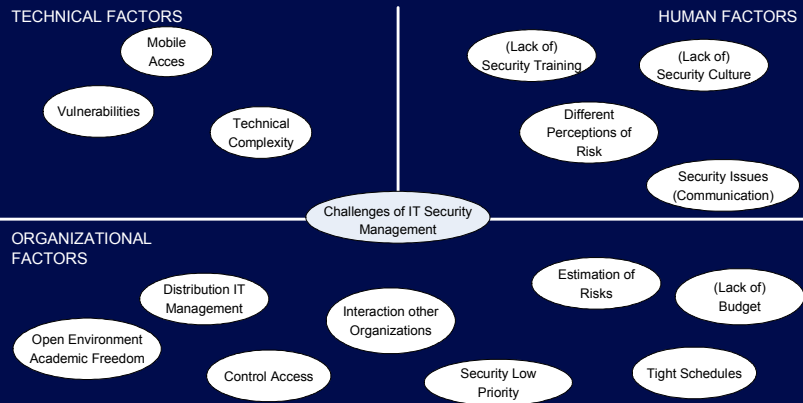 TECHNICAL FACTORS
Mobile
Acces
Vulnerabilities
Technical
Complexity
HUMAN FACTORS
(Lack of)
Security Training
(Lack of)
Security Culture
Different
Perceptions of
Risk
Security Issues
(Communication)
Challenges of IT Security
Management
ORGANIZATIONAL
FACTORS
Distribution IT
Management
Open Environment
Academic Freedom
Control Access
Interaction other
Organizations
Security Low
Priority
Estimation of
Risks
(Lack of)
Budget
Tight Schedules